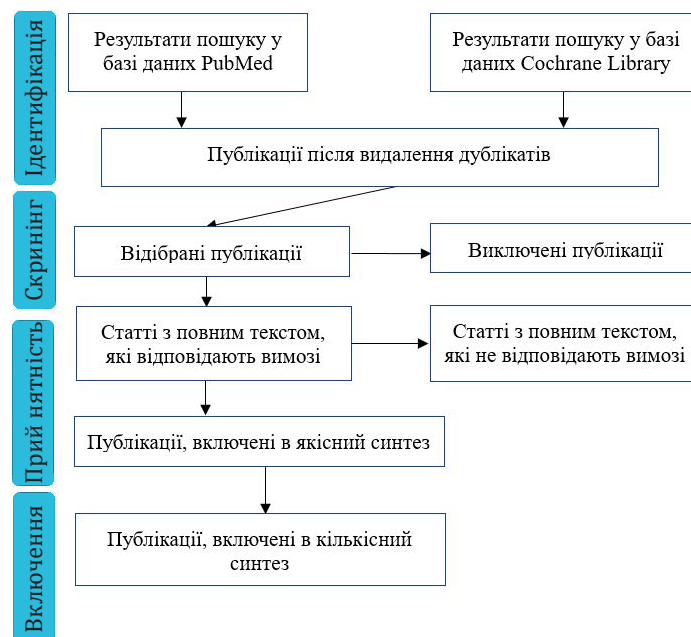 Ідентифікація
Результати пошуку у
базі даних PubMed
Результати пошуку у базі
даних Cochrane Library
Публікації після видалення дублікатів
Скринінг
Відібрані публікації
Виключені публікації
Прий нятність
Статті з повним текстом,
які відповідають вимозі
Статті з повним текстом,
які не відповідають вимозі
Публікації, включені в якісний синтез
Включення
Публікації, включені в кількісний
синтез